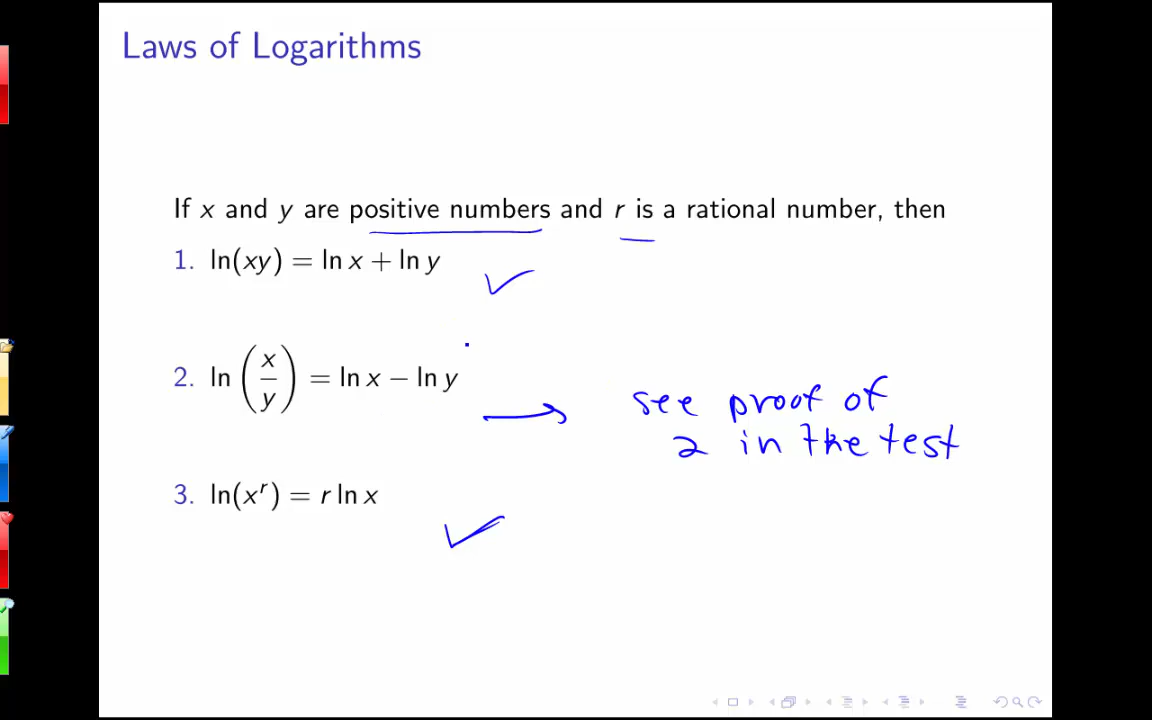 Laws of Logarithms
If x and y are positive numbers and r is a rational number, then
1. ln(xy) = ln x + ln y
2. ln(x/y) = ln x − ln y
see proof of
2 in the test
3. ln(xʳ) = r ln x